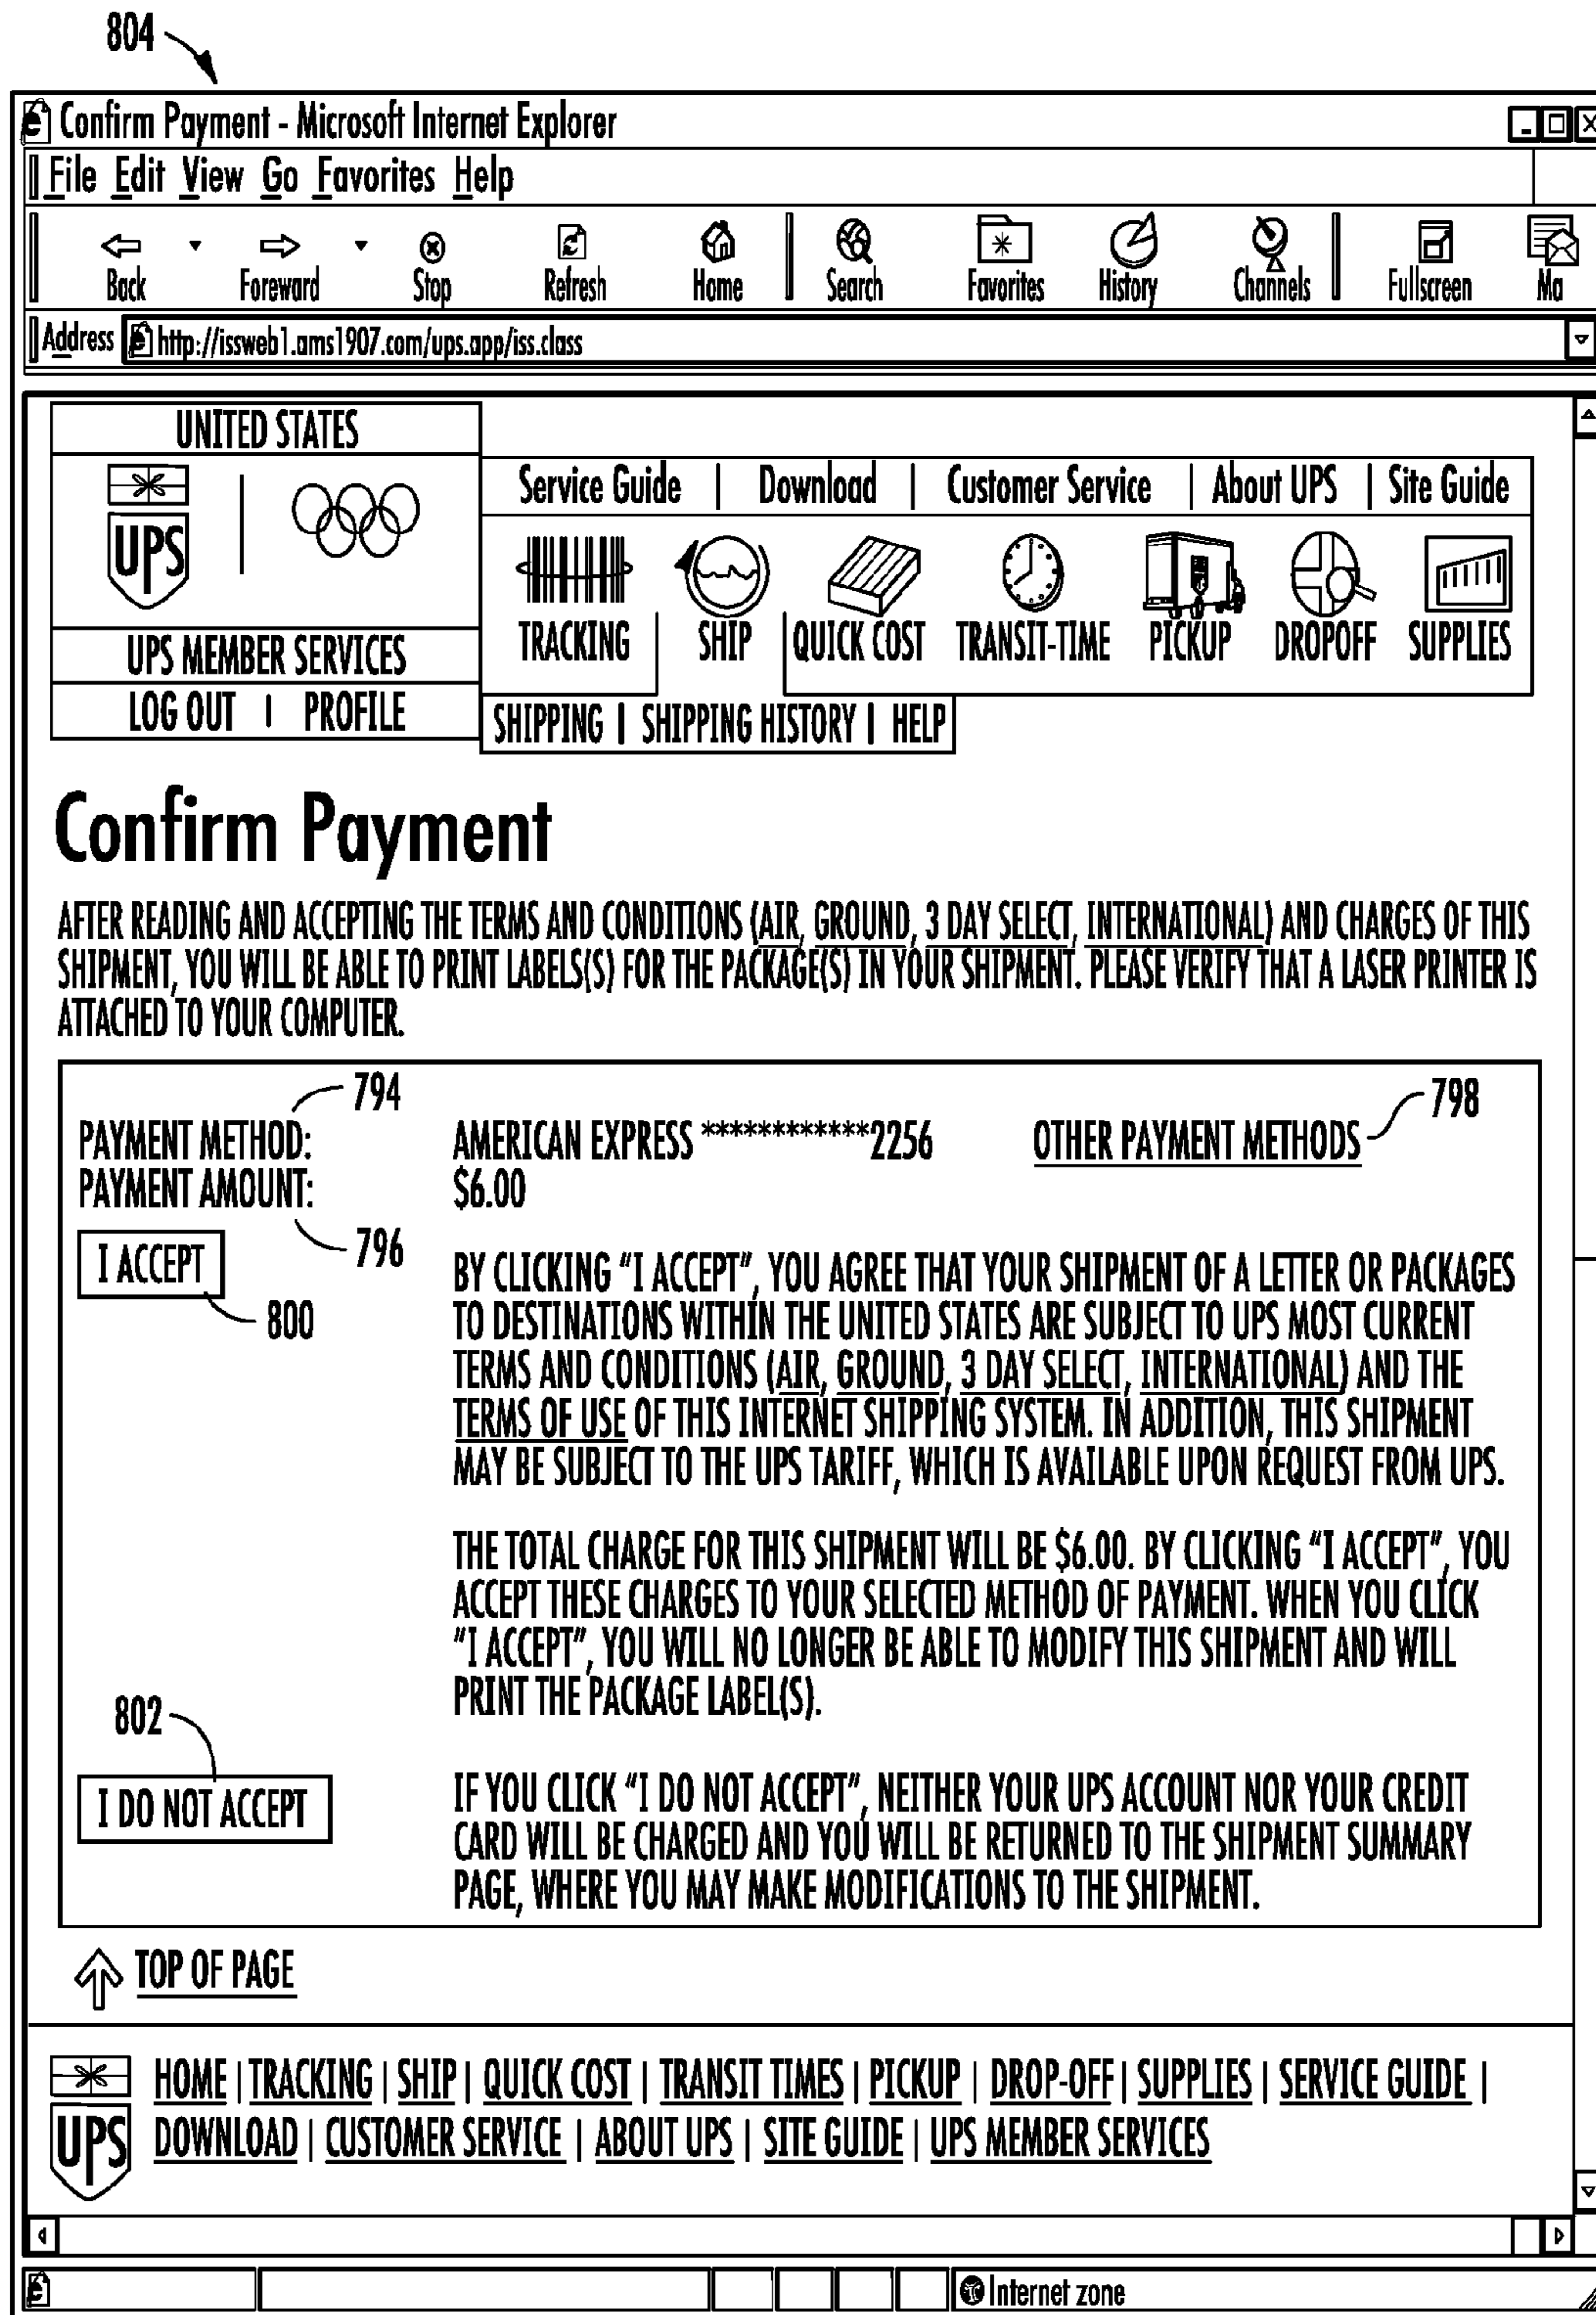 804
Confirm Payment - Microsoft Internet Explorer
File Edit View Go Favorites Help
Back Foreward Stop Refresh Home Search Favorites History Channels Fullscreen Ma
Address http://issweb1.ams1907.com/ups.app/iss.class
UNITED STATES
Service Guide | Download | Customer Service | About UPS | Site Guide
UPS
TRACKING SHIP QUICK COST TRANSIT-TIME PICKUP DROPOFF SUPPLIES
UPS MEMBER SERVICES
LOG OUT | PROFILE
SHIPPING | SHIPPING HISTORY | HELP
Confirm Payment
AFTER READING AND ACCEPTING THE TERMS AND CONDITIONS (AIR, GROUND, 3 DAY SELECT, INTERNATIONAL) AND CHARGES OF THIS
SHIPMENT, YOU WILL BE ABLE TO PRINT LABELS(S) FOR THE PACKAGE(S) IN YOUR SHIPMENT. PLEASE VERIFY THAT A LASER PRINTER IS
ATTACHED TO YOUR COMPUTER.
794
798
PAYMENT METHOD: AMERICAN EXPRESS ************2256 OTHER PAYMENT METHODS
PAYMENT AMOUNT: $6.00
796
I ACCEPT
800
BY CLICKING “I ACCEPT”, YOU AGREE THAT YOUR SHIPMENT OF A LETTER OR PACKAGES
TO DESTINATIONS WITHIN THE UNITED STATES ARE SUBJECT TO UPS MOST CURRENT
TERMS AND CONDITIONS (AIR, GROUND, 3 DAY SELECT, INTERNATIONAL) AND THE
TERMS OF USE OF THIS INTERNET SHIPPING SYSTEM. IN ADDITION, THIS SHIPMENT
MAY BE SUBJECT TO THE UPS TARIFF, WHICH IS AVAILABLE UPON REQUEST FROM UPS.
THE TOTAL CHARGE FOR THIS SHIPMENT WILL BE $6.00. BY CLICKING “I ACCEPT”, YOU
ACCEPT THESE CHARGES TO YOUR SELECTED METHOD OF PAYMENT. WHEN YOU CLICK
“I ACCEPT”, YOU WILL NO LONGER BE ABLE TO MODIFY THIS SHIPMENT AND WILL
PRINT THE PACKAGE LABEL(S).
802
I DO NOT ACCEPT
IF YOU CLICK “I DO NOT ACCEPT”, NEITHER YOUR UPS ACCOUNT NOR YOUR CREDIT
CARD WILL BE CHARGED AND YOU WILL BE RETURNED TO THE SHIPMENT SUMMARY
PAGE, WHERE YOU MAY MAKE MODIFICATIONS TO THE SHIPMENT.
TOP OF PAGE
HOME | TRACKING | SHIP | QUICK COST | TRANSIT TIMES | PICKUP | DROP-OFF | SUPPLIES | SERVICE GUIDE |
UPS
DOWNLOAD | CUSTOMER SERVICE | ABOUT UPS | SITE GUIDE | UPS MEMBER SERVICES
Internet zone